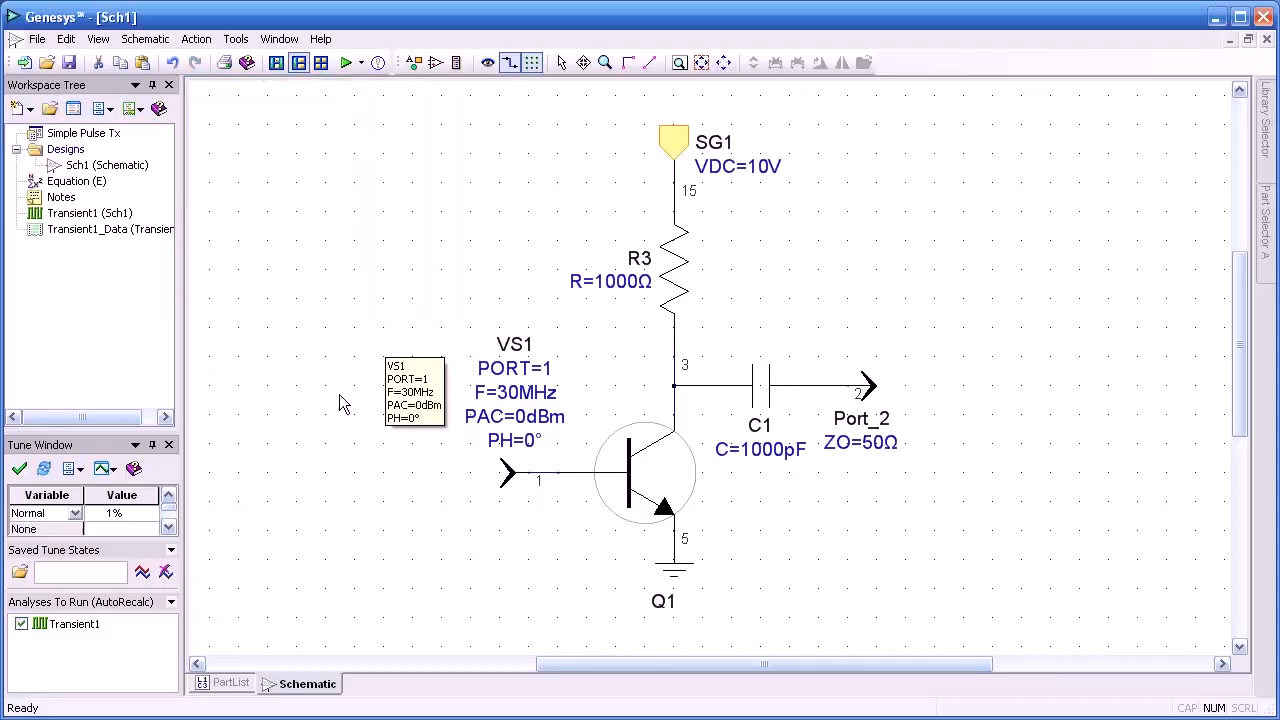 Genesys™ - [Sch1]
File Edit View Schematic Action Tools Window Help
Workspace Tree
Simple Pulse Tx
Designs
Sch1 (Schematic)
Equation (E)
Notes
Transient1 (Sch1)
Transient1_Data (Transier
Tune Window
Variable Value
Normal 1%
None
Saved Tune States
Analyses To Run (AutoRecalc)
Transient1
SG1
VDC=10V
15
R3
R=1000Ω
3
VS1
PORT=1
F=30MHz
PAC=0dBm
PH=0°
VS1
PORT=1
F=30MHz
PAC=0dBm
PH=0°
1
C1
C=1000pF
2
Port_2
ZO=50Ω
5
Q1
Library Selector
Part Selector A
PartList
Schematic
Ready
CAP NUM SCRL